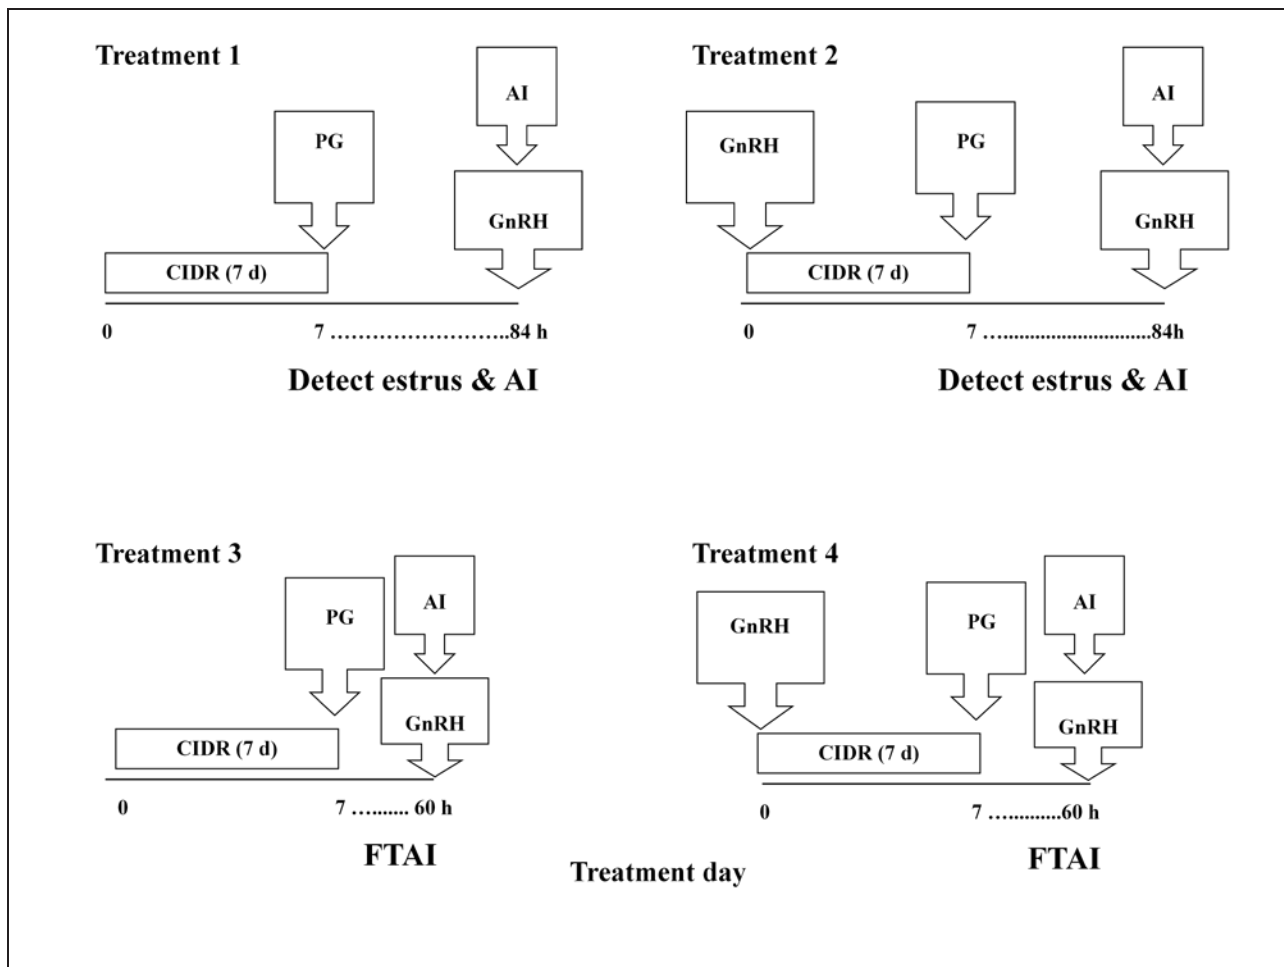 Treatment 1
AI
PG
GnRH
CIDR (7 d)
0
7 ……………………..84 h
Detect estrus & AI
Treatment 2
AI
GnRH
PG
GnRH
CIDR (7 d)
0
7 …............................84h
Detect estrus & AI
Treatment 3
PG
AI
GnRH
CIDR (7 d)
0
7 …....... 60 h
FTAI
Treatment 4
GnRH
PG
AI
GnRH
CIDR (7 d)
0
7 …..........60 h
FTAI
Treatment day